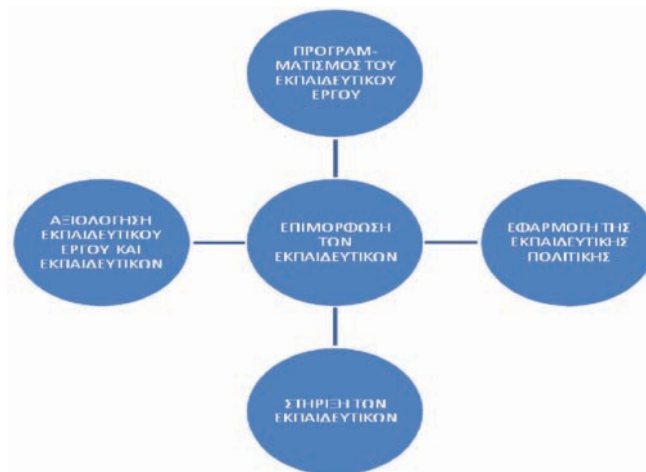 ΠΡΟΓΡΑΜ-
ΜΑΤΙΣΜΟΣ ΤΟΥ
ΕΚΠΑΙΔΕΥΤΙΚΟΥ
ΕΡΓΟΥ
ΑΞΙΟΛΟΓΗΣΗ
ΕΚΠΑΙΔΕΥΤΙΚΟΥ
ΕΡΓΟΥ ΚΑΙ
ΕΚΠΑΙΔΕΥΤΙΚΩΝ
ΕΠΙΜΟΡΦΩΣΗ
ΤΩΝ
ΕΚΠΑΙΔΕΥΤΙΚΩΝ
ΕΦΑΡΜΟΓΗ ΤΗΣ
ΕΚΠΑΙΔΕΥΤΙΚΗΣ
ΠΟΛΙΤΙΚΗΣ
ΣΤΗΡΙΞΗ ΤΩΝ
ΕΚΠΑΙΔΕΥΤΙΚΩΝ